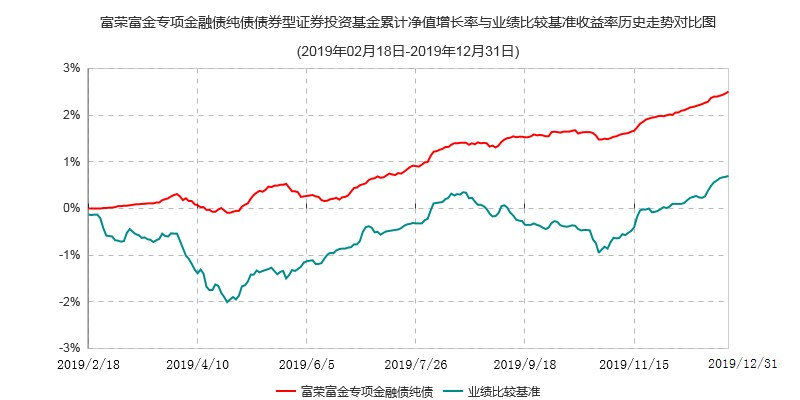 富荣富金专项金融债纯债债券型证券投资基金累计净值增长率与业绩比较基准收益率历史走势对比图
(2019年02月18日-2019年12月31日)
3%
2%
1%
0%
-1%
-2%
-3%
2019/2/18 2019/4/10 2019/6/5 2019/7/26 2019/9/18 2019/11/15 2019/12/31
富荣富金专项金融债纯债 业绩比较基准